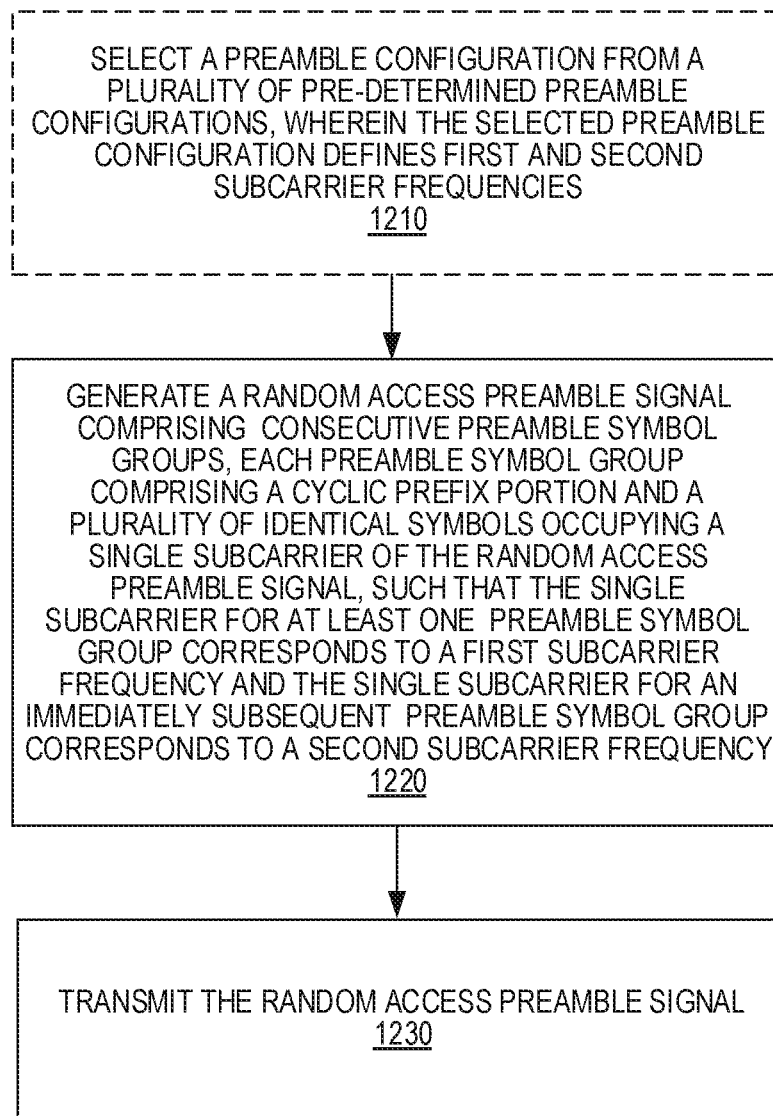 SELECT A PREAMBLE CONFIGURATION FROM A
PLURALITY OF PRE-DETERMINED PREAMBLE
CONFIGURATIONS, WHEREIN THE SELECTED PREAMBLE
CONFIGURATION DEFINES FIRST AND SECOND
SUBCARRIER FREQUENCIES
1210
GENERATE A RANDOM ACCESS PREAMBLE SIGNAL
COMPRISING CONSECUTIVE PREAMBLE SYMBOL
GROUPS, EACH PREAMBLE SYMBOL GROUP
COMPRISING A CYCLIC PREFIX PORTION AND A
PLURALITY OF IDENTICAL SYMBOLS OCCUPYING A
SINGLE SUBCARRIER OF THE RANDOM ACCESS
PREAMBLE SIGNAL, SUCH THAT THE SINGLE
SUBCARRIER FOR AT LEAST ONE PREAMBLE SYMBOL
GROUP CORRESPONDS TO A FIRST SUBCARRIER
FREQUENCY AND THE SINGLE SUBCARRIER FOR AN
IMMEDIATELY SUBSEQUENT PREAMBLE SYMBOL GROUP
CORRESPONDS TO A SECOND SUBCARRIER FREQUENCY
1220
TRANSMIT THE RANDOM ACCESS PREAMBLE SIGNAL
1230